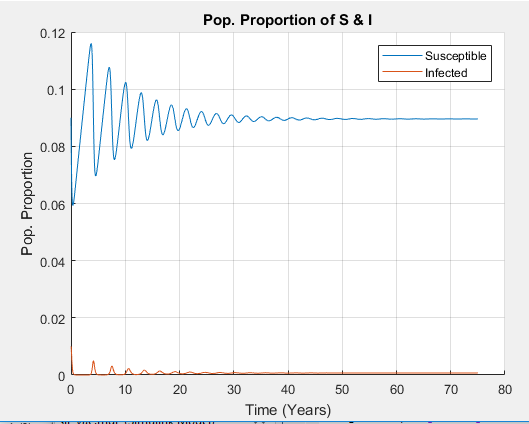 Pop. Proportion of S & I
0.12
0.1
0.08
0.06
0.04
0.02
0
Pop. Proportion
Susceptible
Infected
0 10 20 30 40 50 60 70 80
Time (Years)